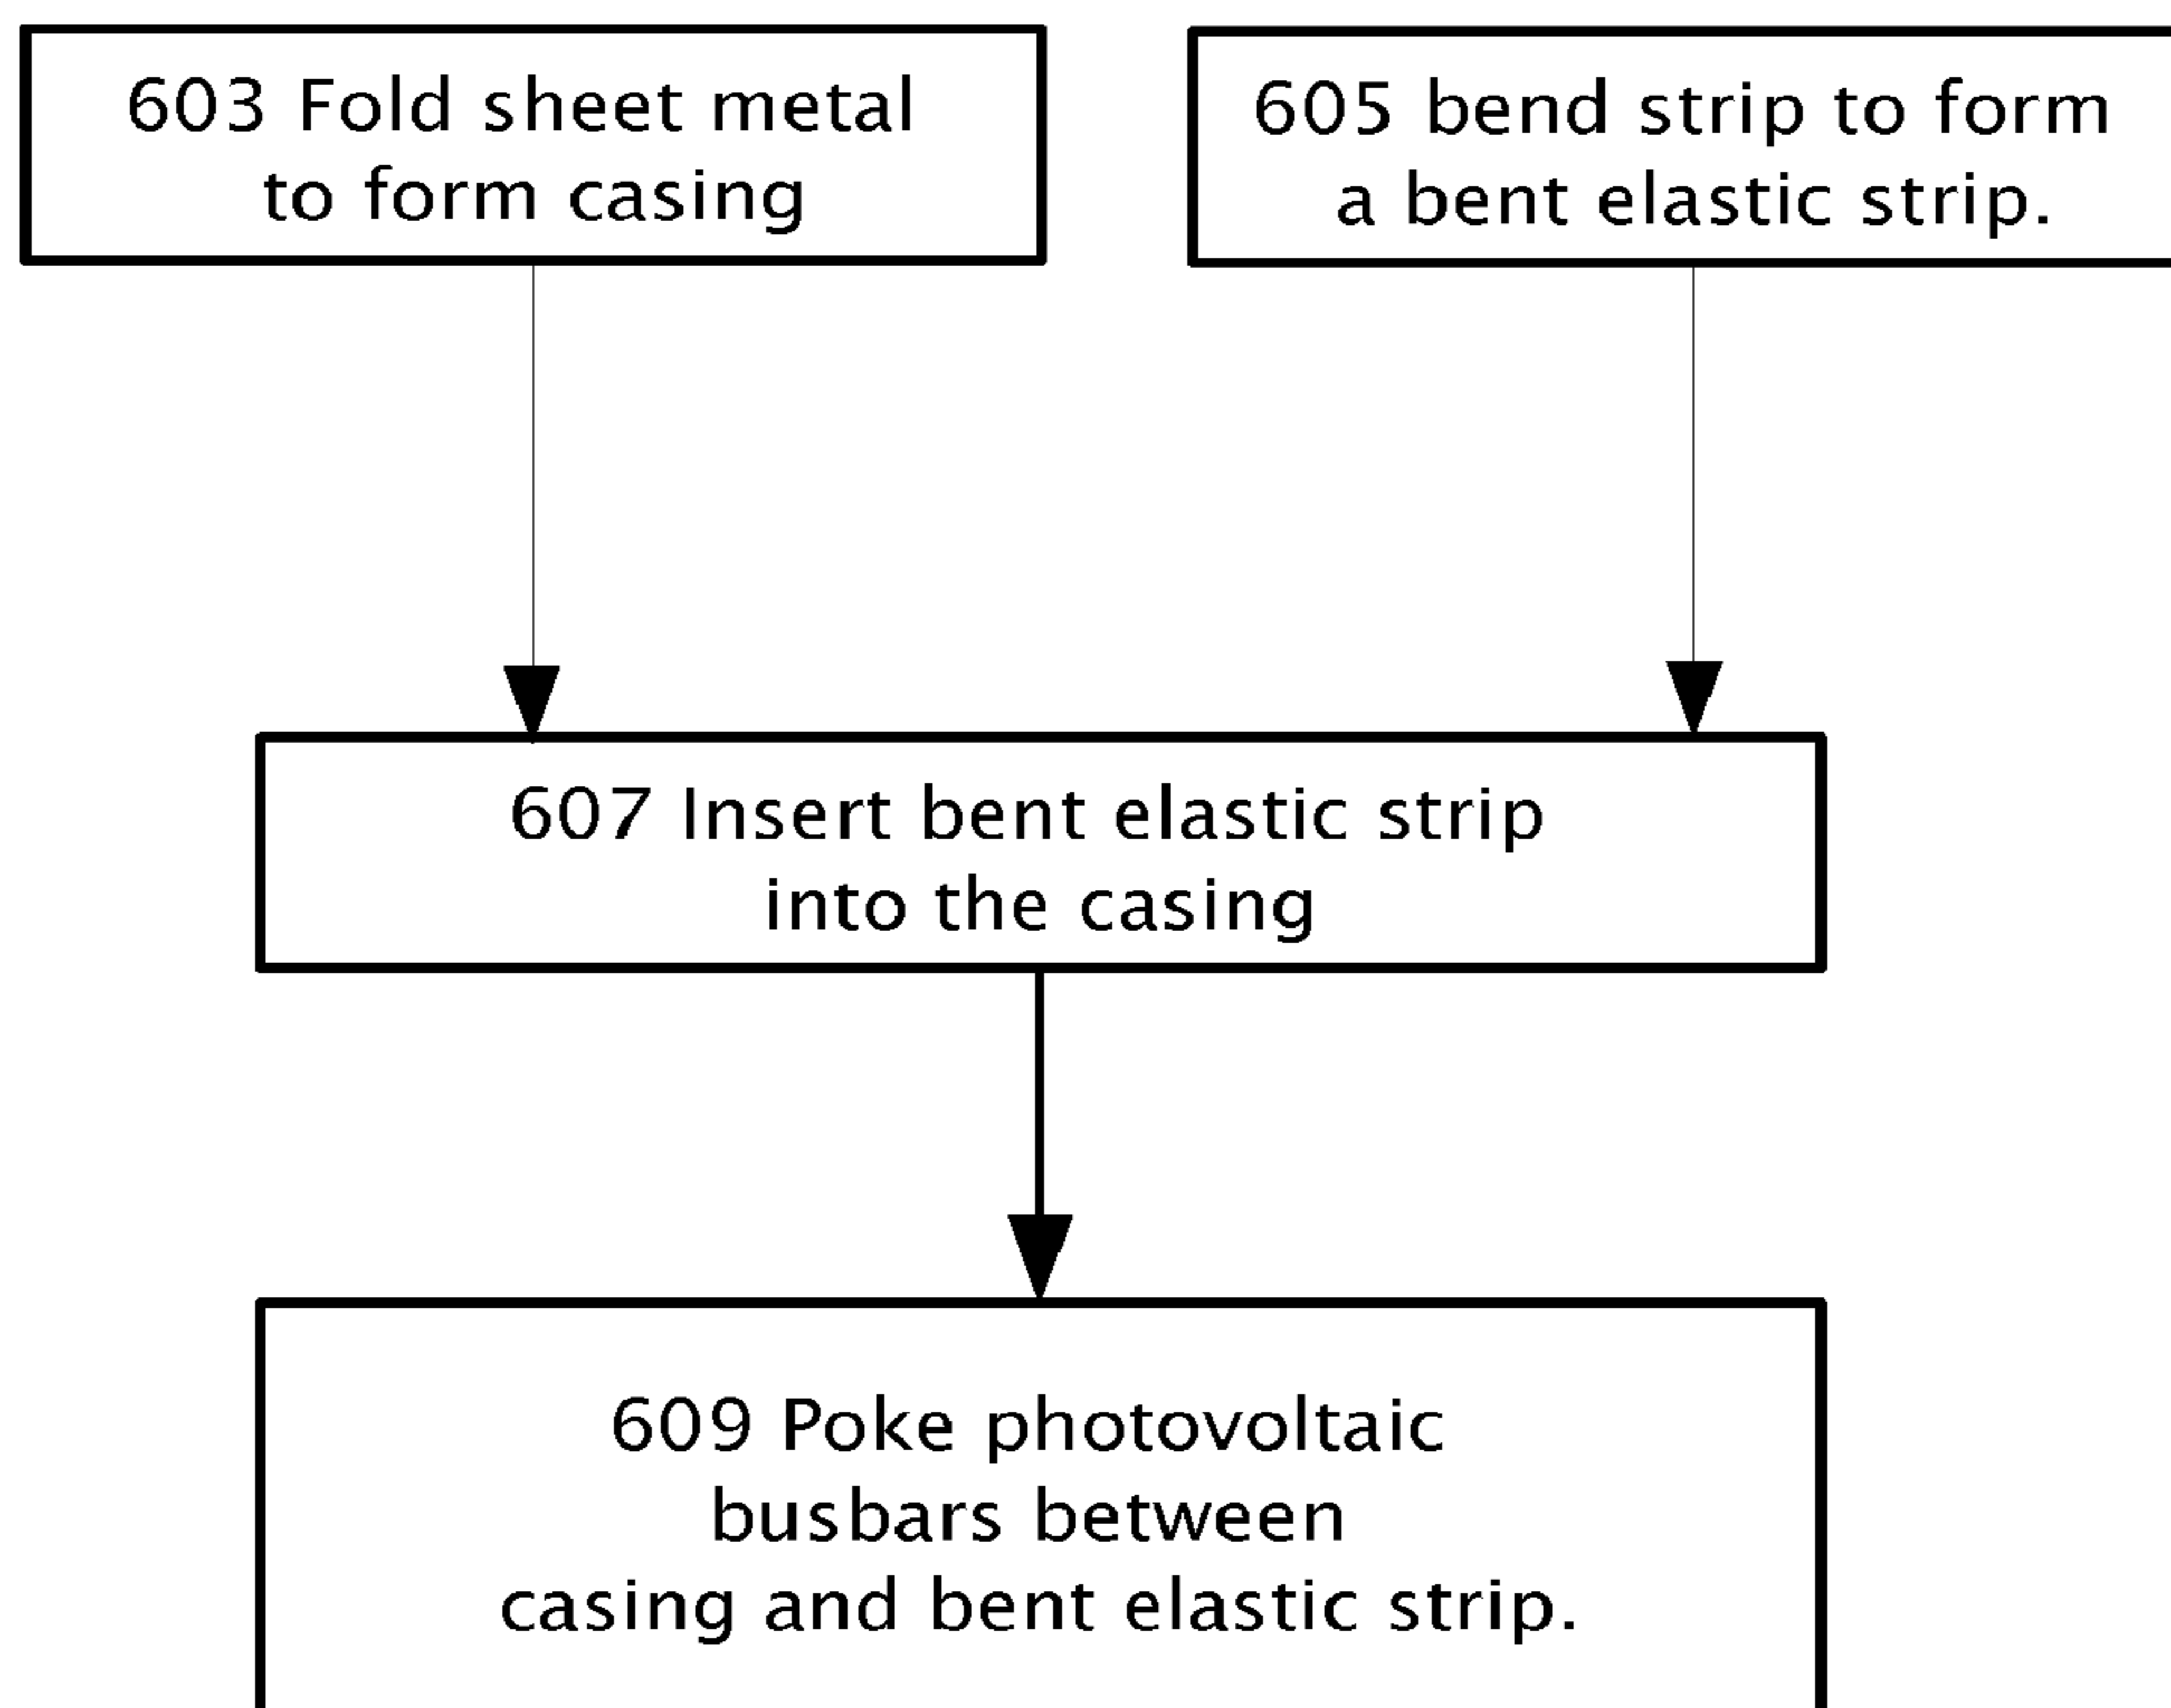 603 Fold sheet metal
to form casing
605 bend strip to form
a bent elastic strip.
607 Insert bent elastic strip
into the casing
609 Poke photovoltaic
busbars between
casing and bent elastic strip.